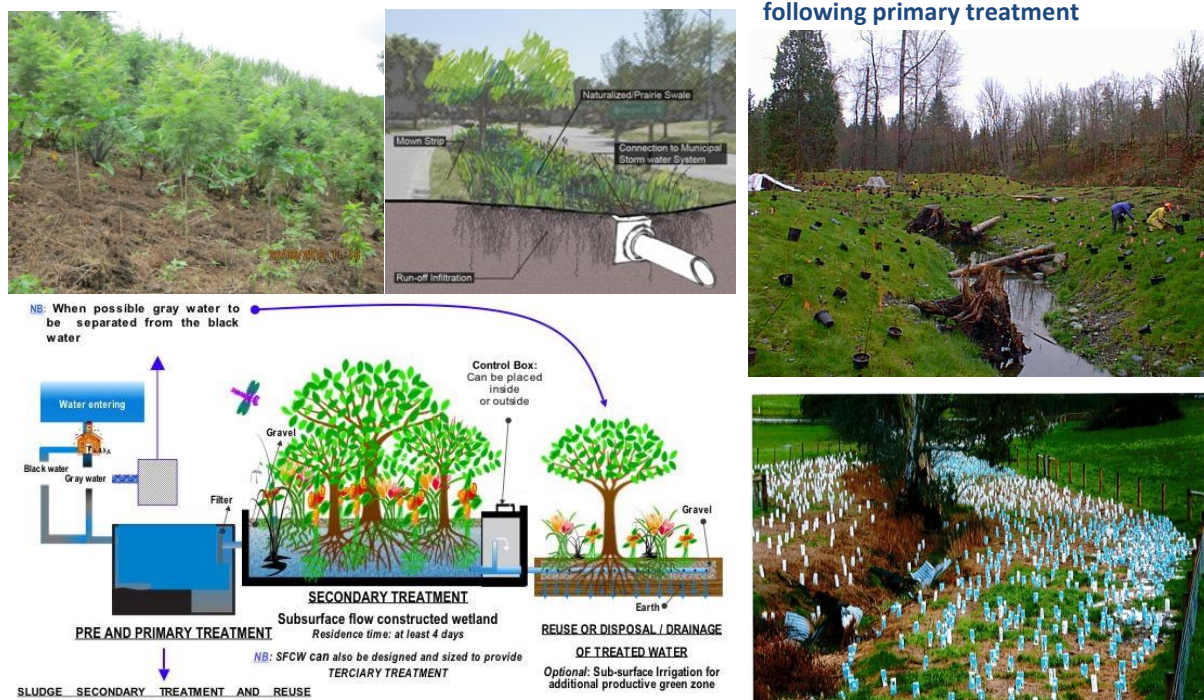 following primary treatment
Naturalized/Prairie Swale
Mown Strip
Connection to Municipal
Storm water System
Run-off Infiltration
NB: When possible gray water to
be separated from the black
water
Control Box:
Can be placed
inside
or outside
Water entering
Gravel
Black water
Gray water
Filter
Gravel
Earth
SECONDARY TREATMENT
Subsurface flow constructed wetland
Residence time: at least 4 days
PRE AND PRIMARY TREATMENT
NB: SFCW can also be designed and sized to provide
TERCIARY TREATMENT
REUSE OR DISPOSAL / DRAINAGE
OF TREATED WATER
Optional: Sub-surface Irrigation for
additional productive green zone
SLUDGE SECONDARY TREATMENT AND REUSE